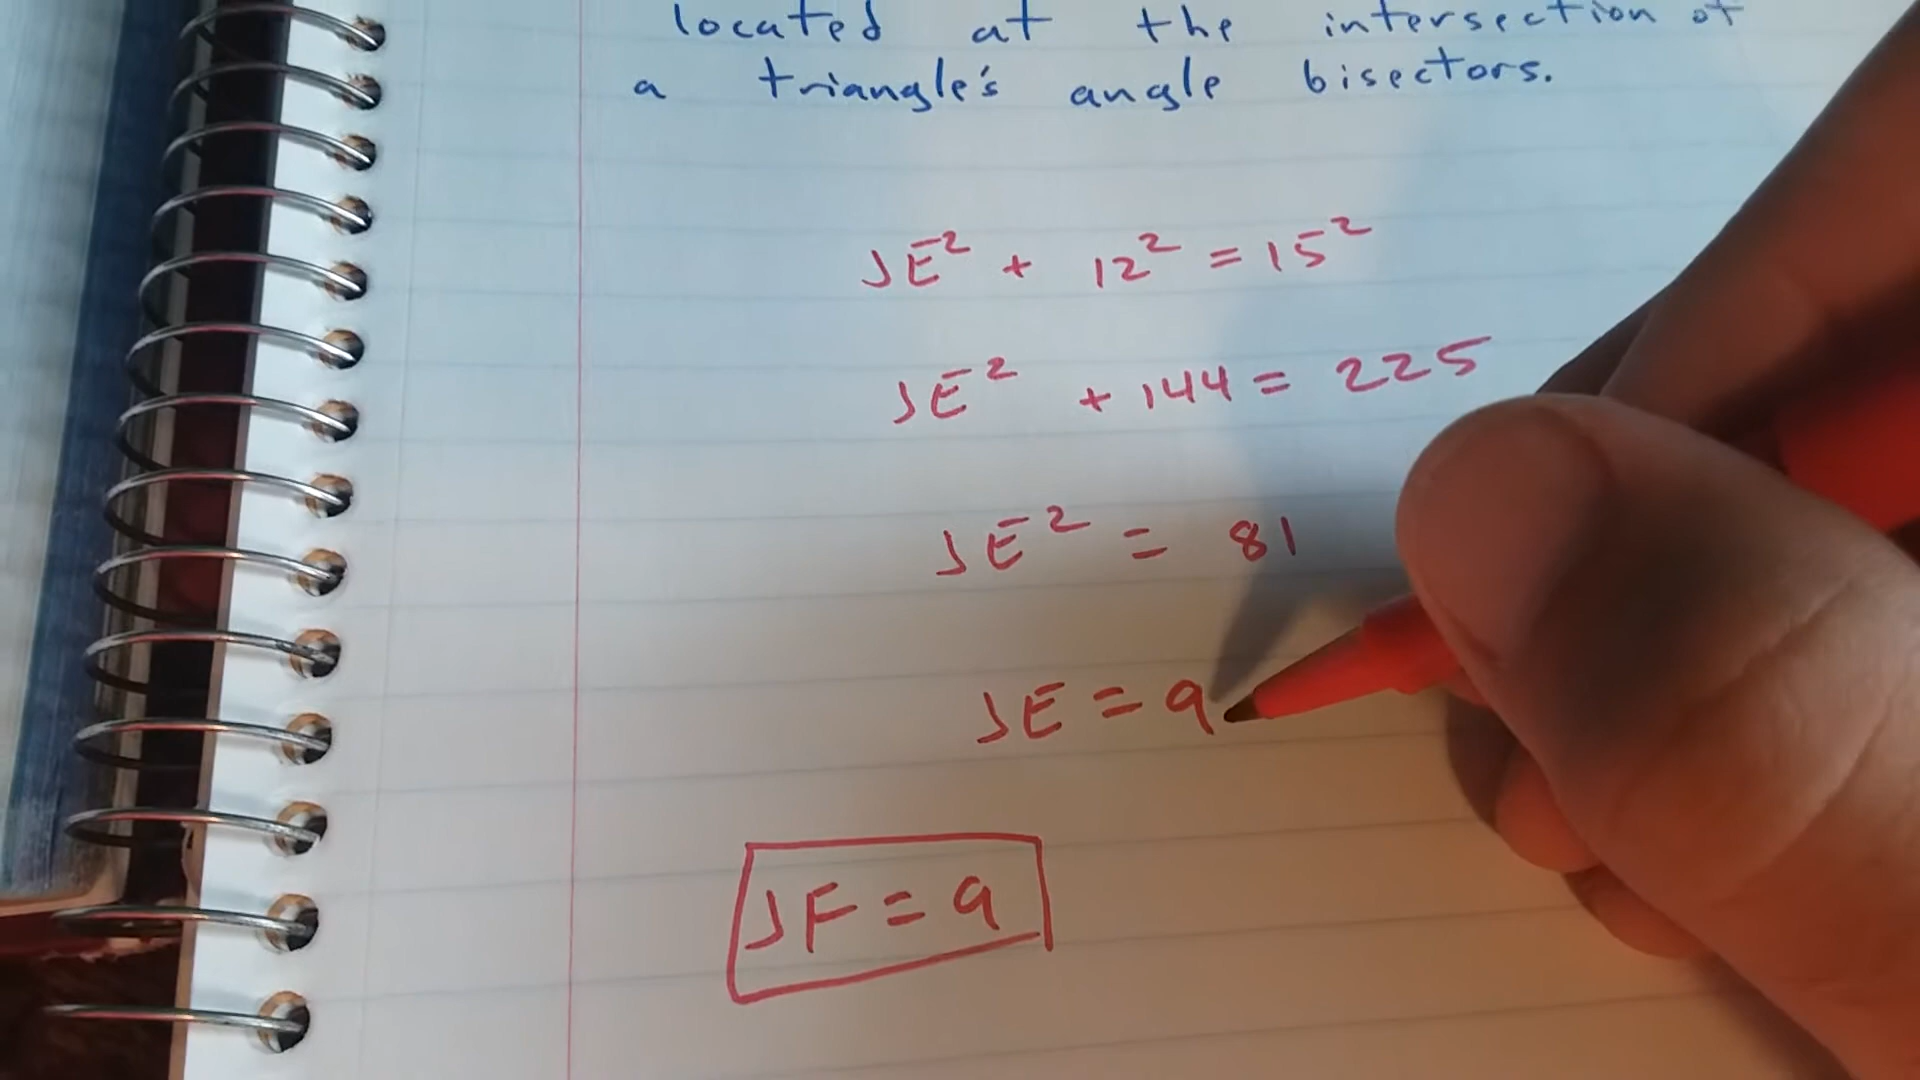 located at the intersection of
a triangle's angle bisectors.
JE² + 12² = 15²
JE² + 144 = 225
JE² = 81
JE = 9
JF = 9